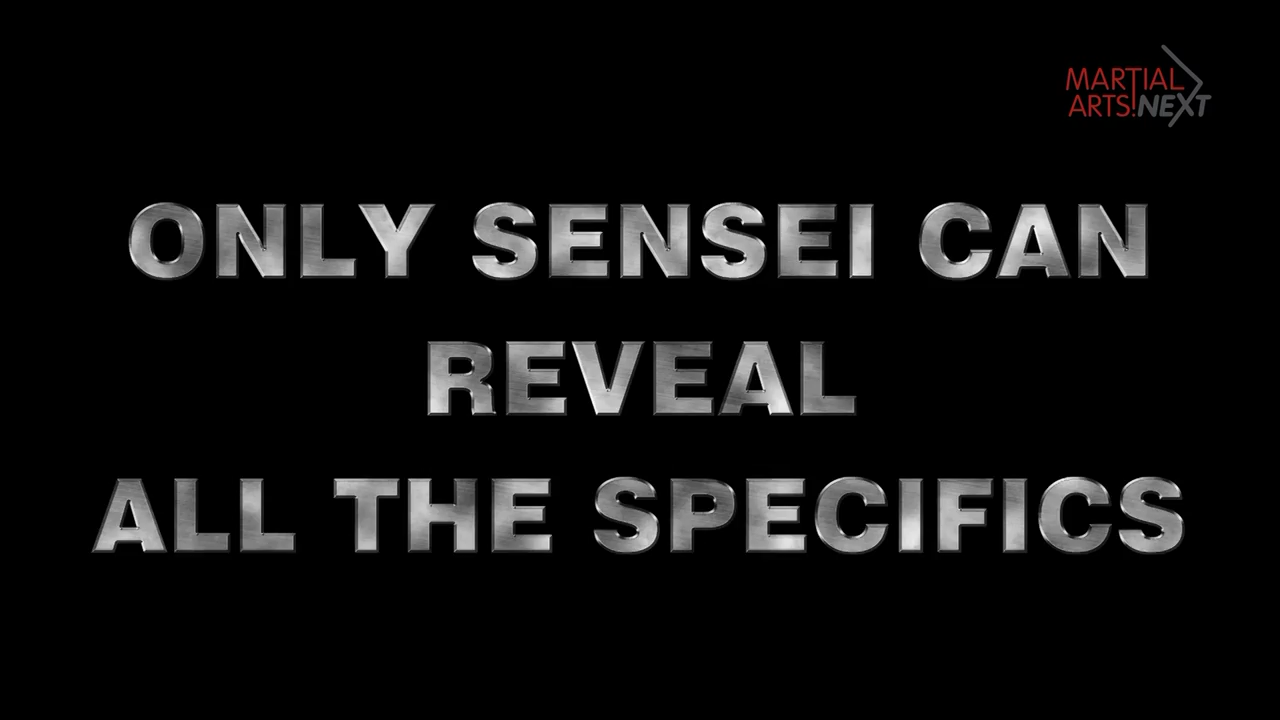 MARTIAL
ARTS.NEXT
ONLY SENSEI CAN
REVEAL
ALL THE SPECIFICS